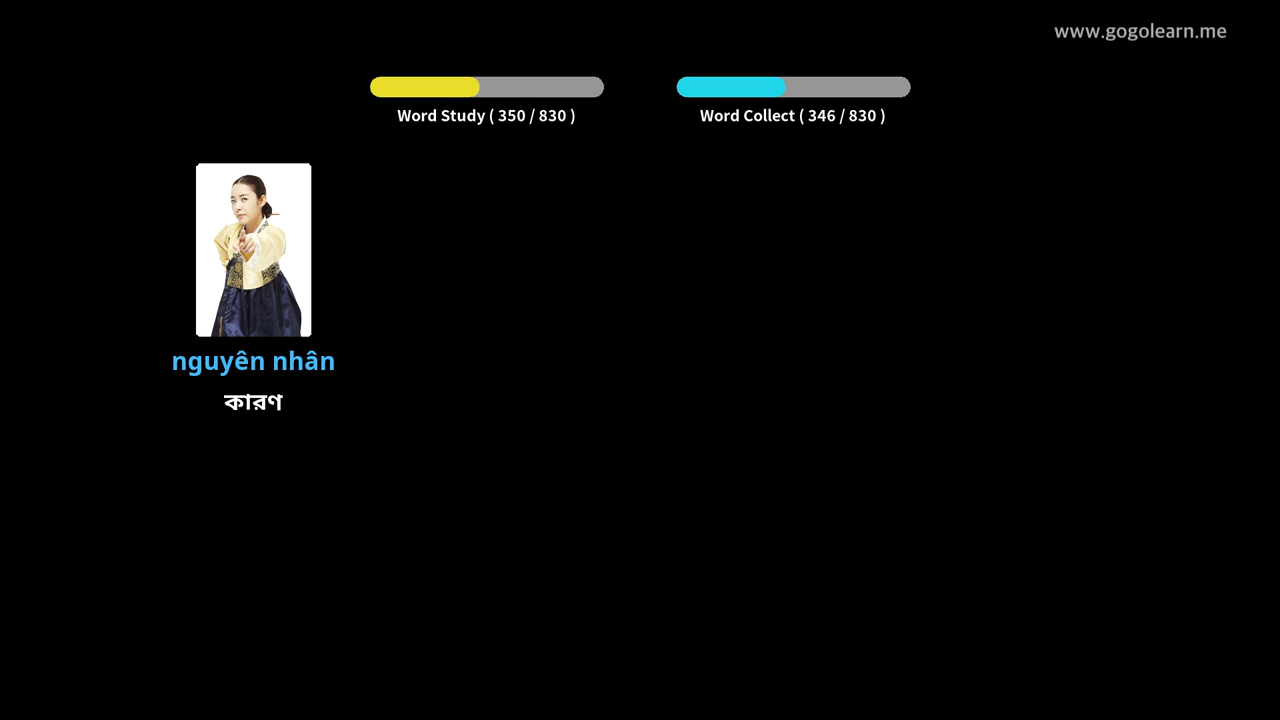 www.gogolearn.me
Word Study ( 350 / 830 )
Word Collect ( 346 / 830 )
nguyên nhân
কারণ